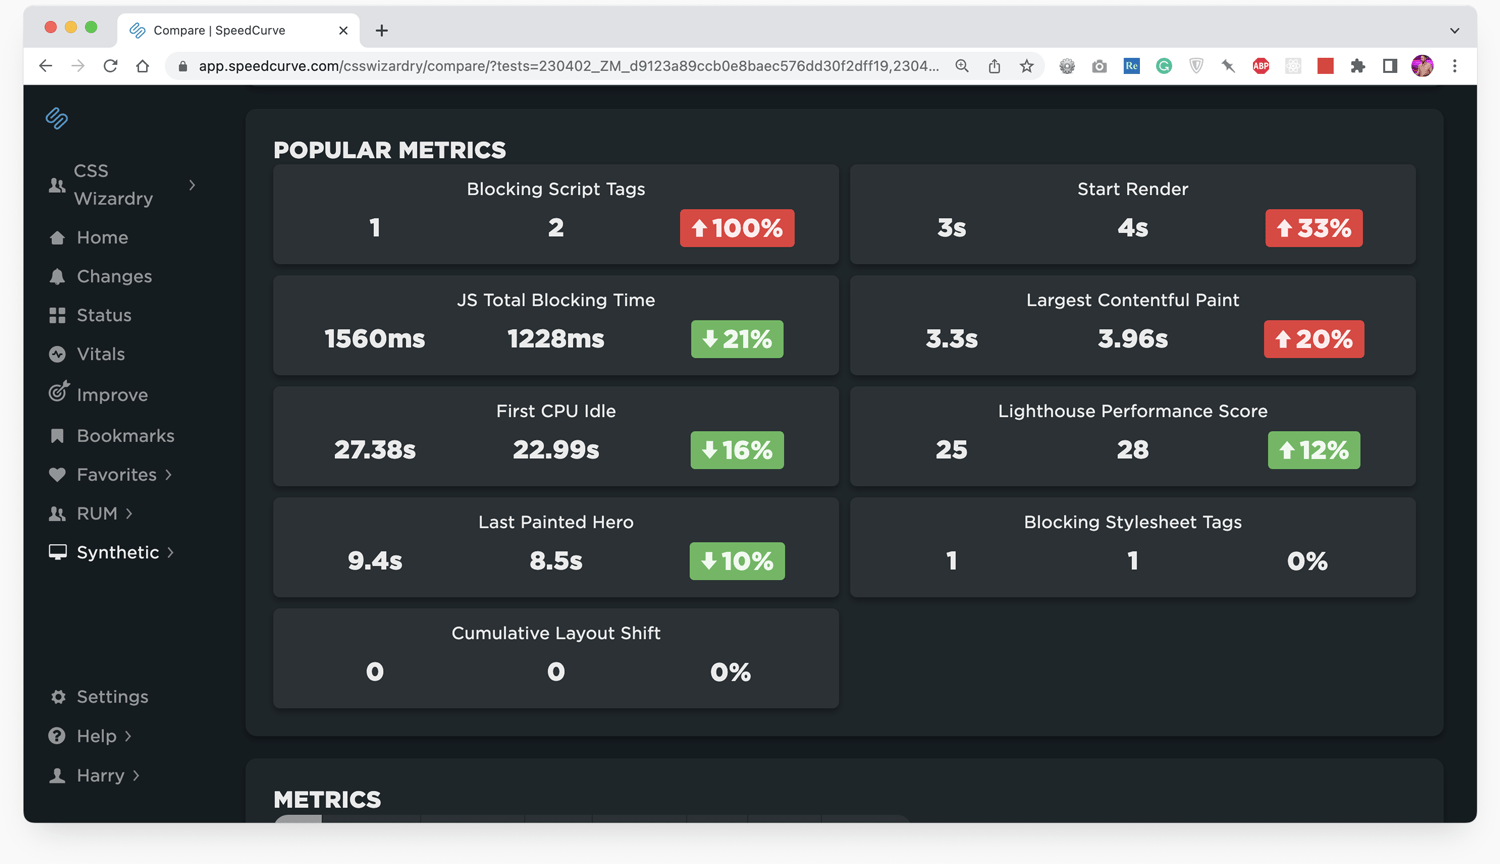 Compare | SpeedCurve
app.speedcurve.com/csswizardry/compare/?tests=230402_ZM_d9123a89ccb0e8baec576dd30f2dff19,2304...
Re
ABP
CSS
Wizardry
Home
Changes
Status
Vitals
Improve
Bookmarks
Favorites
RUM
Synthetic
Settings
Help
Harry
POPULAR METRICS
Blocking Script Tags
1 2 100%
Start Render
3s 4s 33%
JS Total Blocking Time
1560ms 1228ms 21%
Largest Contentful Paint
3.3s 3.96s 20%
First CPU Idle
27.38s 22.99s 16%
Lighthouse Performance Score
25 28 12%
Last Painted Hero
9.4s 8.5s 10%
Blocking Stylesheet Tags
1 1 0%
Cumulative Layout Shift
0 0 0%
METRICS